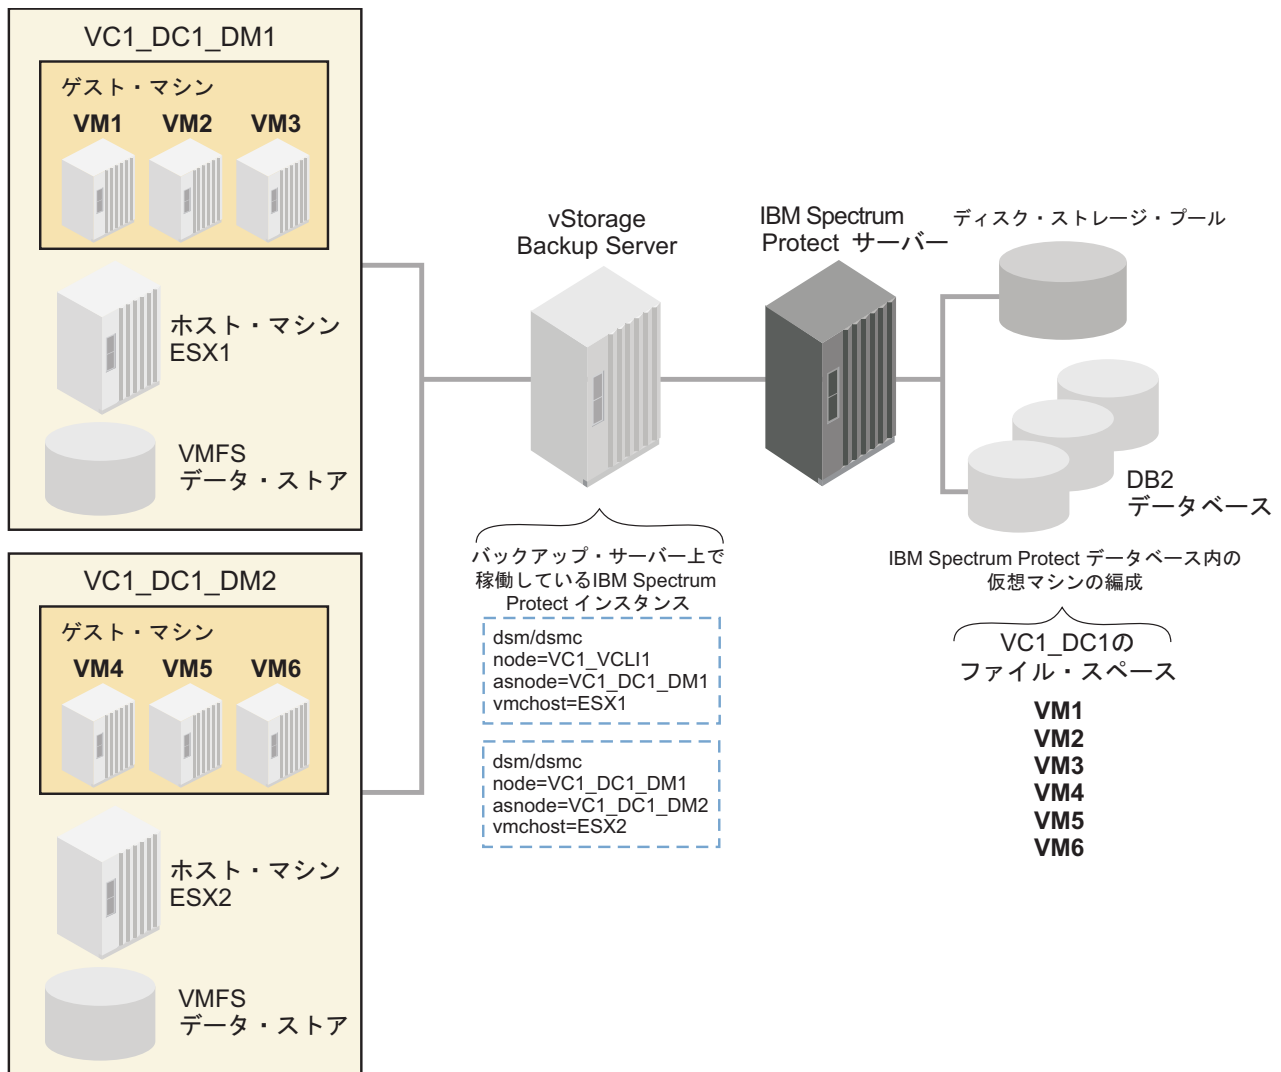 VC1_DC1_DM1
ゲスト・マシン
VM1 VM2 VM3
ホスト・マシン
ESX1
VMFS
データ・ストア
VC1_DC1_DM2
ゲスト・マシン
VM4 VM5 VM6
ホスト・マシン
ESX2
VMFS
データ・ストア
vStorage
Backup Server
バックアップ・サーバー上で
稼働しているIBM Spectrum
Protect インスタンス
dsm/dsmc
node=VC1_VCLI1
asnode=VC1_DC1_DM1
vmchost=ESX1
dsm/dsmc
node=VC1_DC1_DM1
asnode=VC1_DC1_DM2
vmchost=ESX2
IBM Spectrum
Protect サーバー
ディスク・ストレージ・プール
DB2
データベース
IBM Spectrum Protect データベース内の
仮想マシンの編成
VC1_DC1の
ファイル・スペース
VM1
VM2
VM3
VM4
VM5
VM6